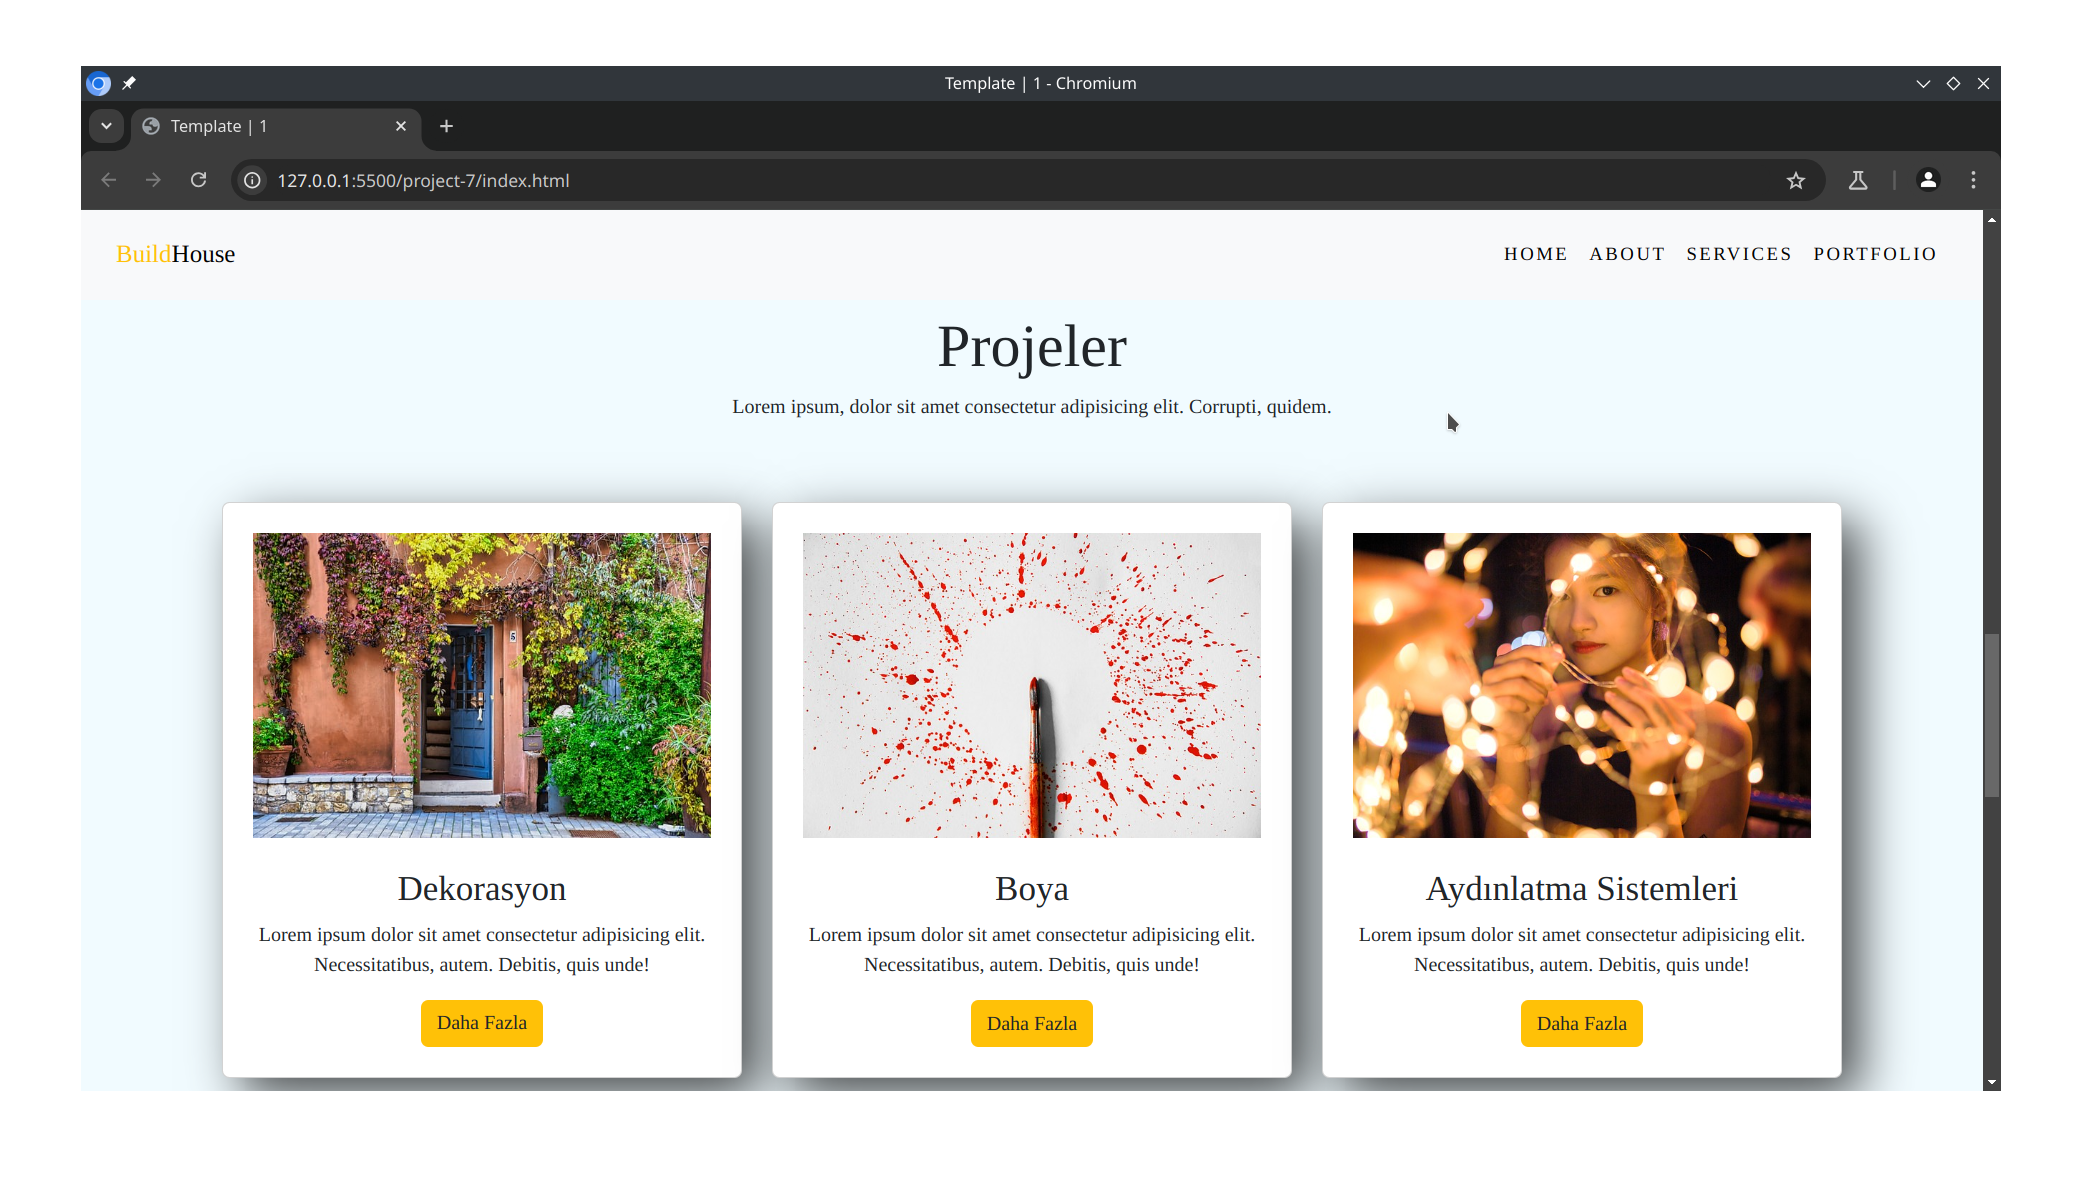 Template | 1 - Chromium
Template | 1
127.0.0.1:5500/project-7/index.html
BuildHouse
HOME ABOUT SERVICES PORTFOLIO
Projeler
Lorem ipsum, dolor sit amet consectetur adipisicing elit. Corrupti, quidem.
5
Dekorasyon
Lorem ipsum dolor sit amet consectetur adipisicing elit.
Necessitatibus, autem. Debitis, quis unde!
Daha Fazla
Boya
Lorem ipsum dolor sit amet consectetur adipisicing elit.
Necessitatibus, autem. Debitis, quis unde!
Daha Fazla
Aydınlatma Sistemleri
Lorem ipsum dolor sit amet consectetur adipisicing elit.
Necessitatibus, autem. Debitis, quis unde!
Daha Fazla